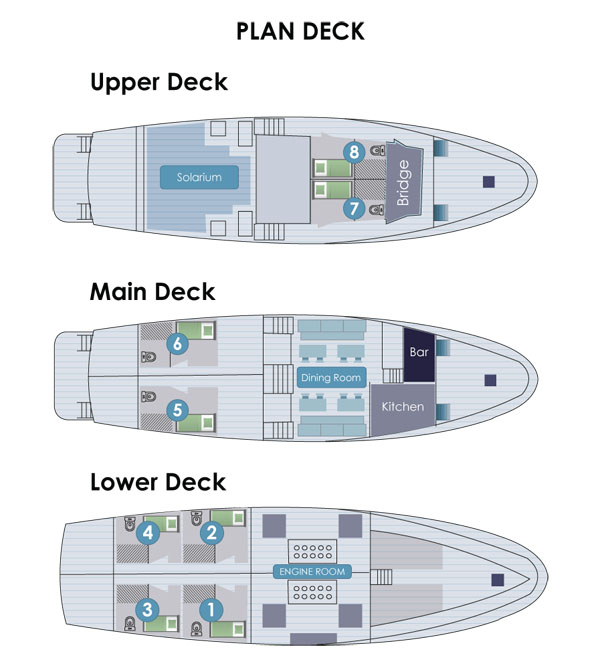 PLAN DECK
Upper Deck
8
Solarium
Bridge
7
Main Deck
6
Bar
Dining Room
5
Kitchen
Lower Deck
4
2
ENGINE ROOM
3
1